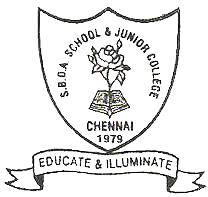 S.B.O.A SCHOOL & JUNIOR COLLEGE
CHENNAI
1979
EDUCATE & ILLUMINATE